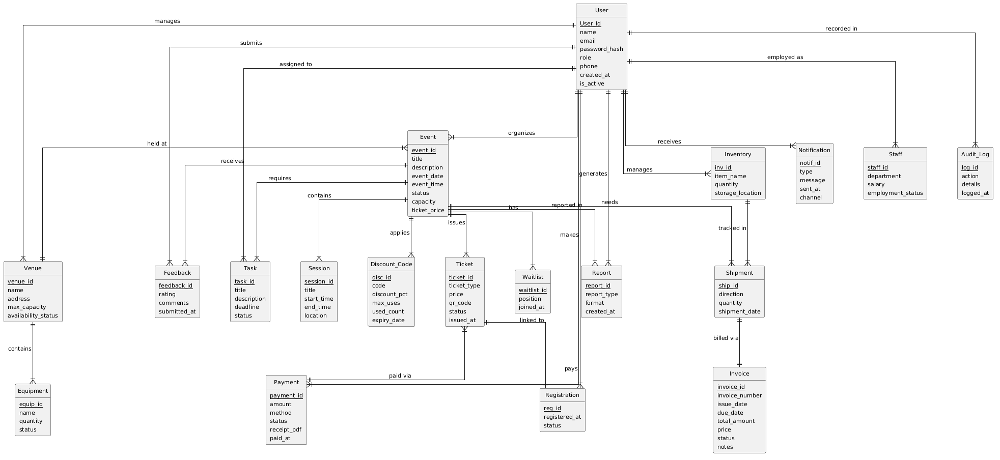 User
User_Id
name
email
password_hash
role
phone
created_at
is_active
manages
submits
assigned to
recorded in
employed as
organizes
held at
receives
requires
contains
receives
manages
generates
Event
event_id
title
description
event_date
event_time
status
capacity
ticket_price
Inventory
inv_id
item_name
quantity
storage_location
Notification
notif_id
type
message
sent_at
channel
Staff
staff_id
department
salary
employment_status
Audit_Log
log_id
action
details
logged_at
needs
reported in
has
issues
applies
makes
tracked in
Venue
venue_id
name
address
max_capacity
availability_status
Feedback
feedback_id
rating
comments
submitted_at
Task
task_id
title
description
deadline
status
Session
session_id
title
start_time
end_time
location
Discount_Code
disc_id
code
discount_pct
max_uses
used_count
expiry_date
Ticket
ticket_id
ticket_type
price
qr_code
status
issued_at
Waitlist
waitlist_id
position
joined_at
Report
report_id
report_type
format
created_at
Shipment
ship_id
direction
quantity
shipment_date
linked to
billed via
contains
pays
paid via
Equipment
equip_id
name
quantity
status
Payment
payment_id
amount
method
status
receipt_pdf
paid_at
Registration
reg_id
registered_at
status
Invoice
invoice_id
invoice_number
issue_date
due_date
total_amount
price
status
notes